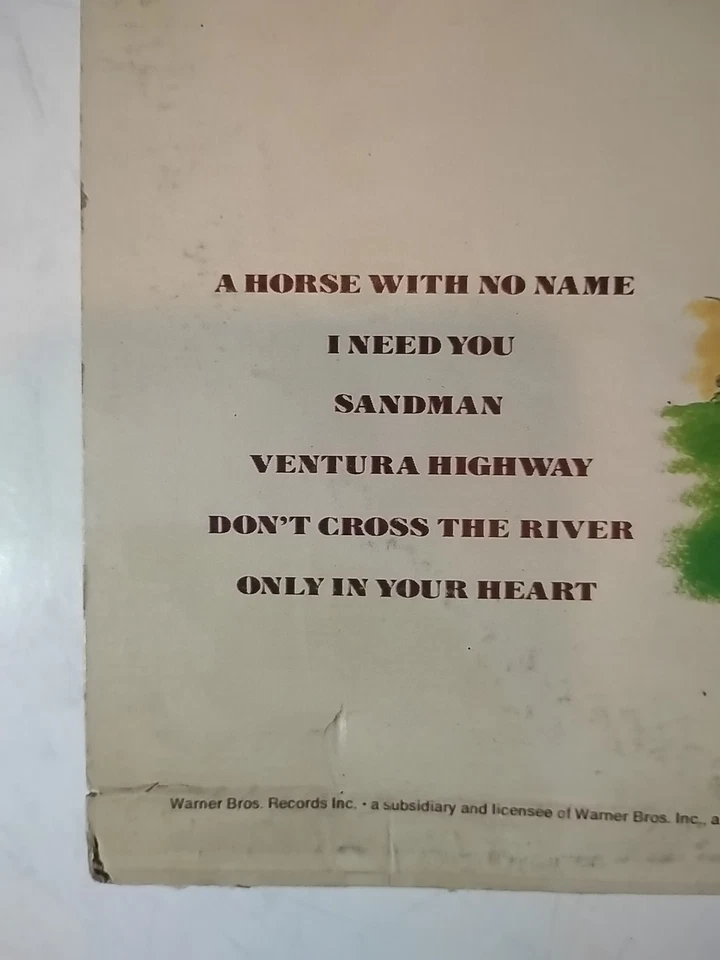 A HORSE WITH NO NAME
I NEED YOU
SANDMAN
VENTURA HIGHWAY
DON'T CROSS THE RIVER
ONLY IN YOUR HEART
Warner Bros. Records Inc. • a subsidiary and licensee of Warner Bros. Inc., a